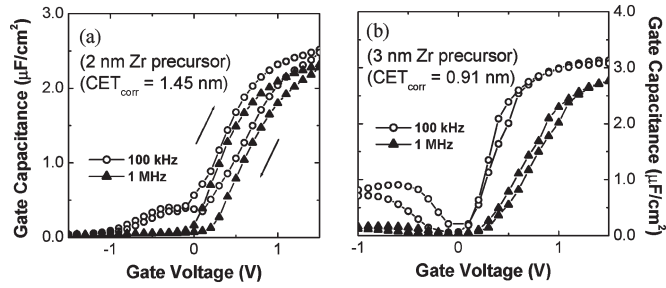 (a)
(2 nm Zr precursor)
(CETcorr = 1.45 nm)
100 kHz
1 MHz
Gate Capacitance (μF/cm²)
3.0
2.0
1.0
0.0
-1 0 1
Gate Voltage (V)
(b)
(3 nm Zr precursor)
(CETcorr = 0.91 nm)
100 kHz
1 MHz
4.0
3.0
2.0
1.0
0.0
Gate Capacitance (μF/cm²)
-1 0 1
Gate Voltage (V)